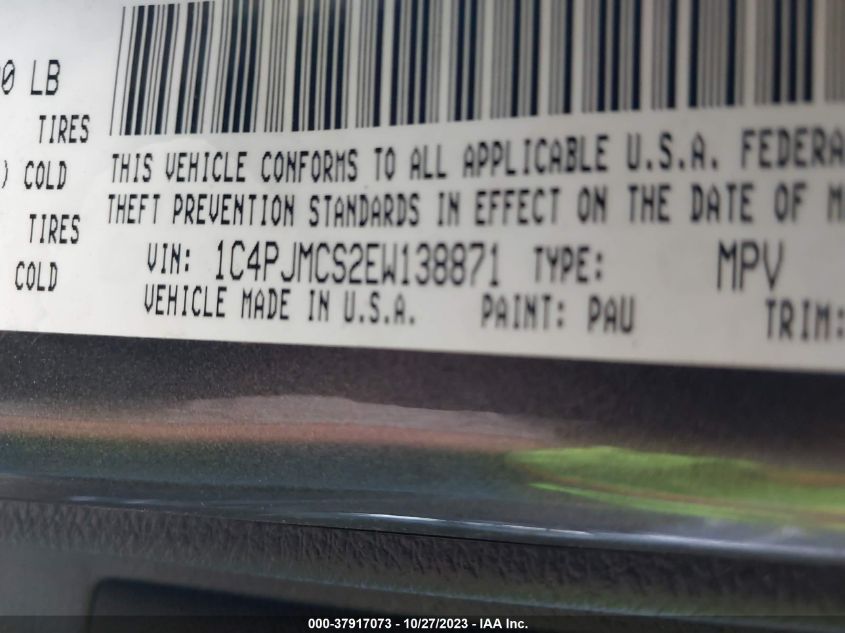 0 LB
TIRES
) COLD
TIRES
COLD
THIS VEHICLE CONFORMS TO ALL APPLICABLE U.S.A. FEDERA
THEFT PREVENTION STANDARDS IN EFFECT ON THE DATE OF M
VIN: 1C4PJMCS2EW138871 TYPE: MPV
VEHICLE MADE IN U.S.A. PAINT: PAU TRIM:
000-37917073 - 10/27/2023 - IAA Inc.